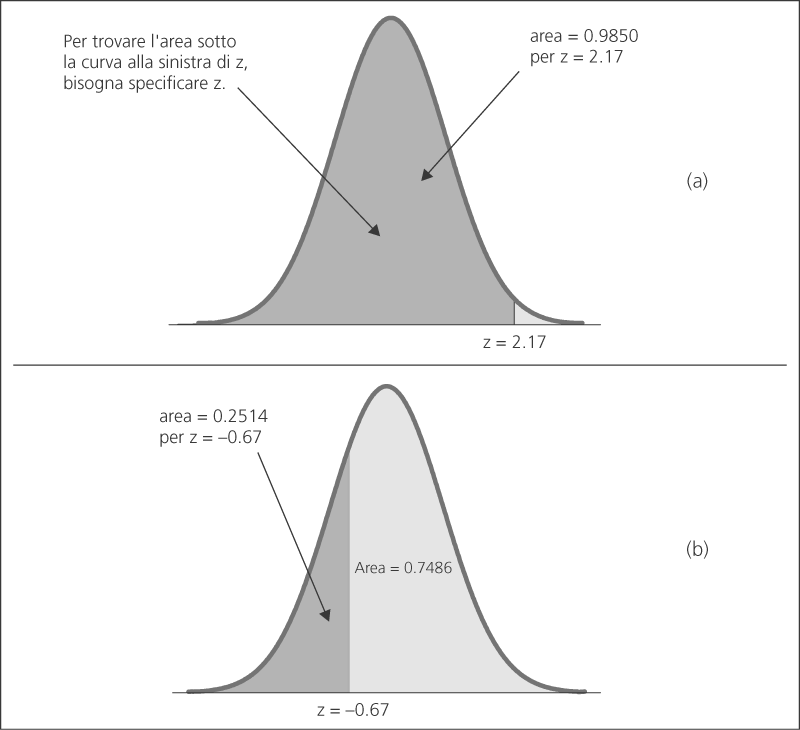 Per trovare l'area sotto
la curva alla sinistra di z,
bisogna specificare z.
area = 0.9850
per z = 2.17
(a)
z = 2.17
area = 0.2514
per z = –0.67
(b)
Area = 0.7486
z = –0.67